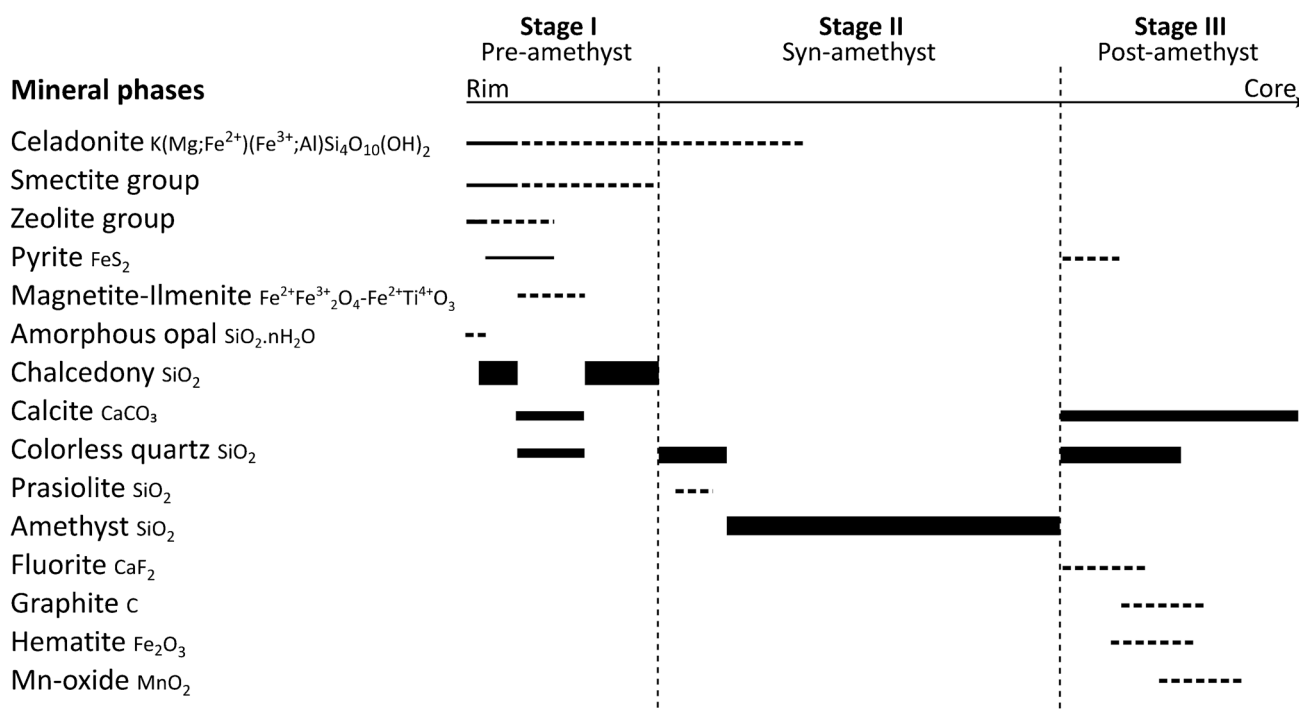 Stage I Stage II Stage III
Pre-amethyst Syn-amethyst Post-amethyst
Mineral phases Rim Core
Celadonite K(Mg;Fe²⁺)(Fe³⁺;Al)Si₄O₁₀(OH)₂
Smectite group
Zeolite group
Pyrite FeS₂
Magnetite-Ilmenite Fe²⁺Fe³⁺₂O₄-Fe²⁺Ti⁴⁺O₃
Amorphous opal SiO₂.nH₂O
Chalcedony SiO₂
Calcite CaCO₃
Colorless quartz SiO₂
Prasiolite SiO₂
Amethyst SiO₂
Fluorite CaF₂
Graphite C
Hematite Fe₂O₃
Mn-oxide MnO₂